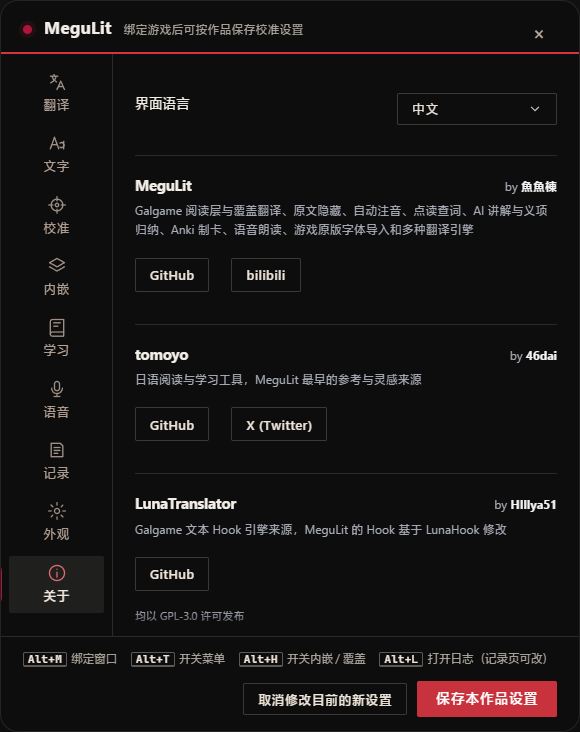 MeguLit 绑定游戏后可按作品保存校准设置 ×
翻译
文字
校准
内嵌
学习
语音
记录
外观
关于
界面语言 中文
MeguLit by 魚魚棟
Galgame 阅读层与覆盖翻译、原文隐藏、自动注音、点读查词、AI 讲解与义项
归纳、Anki 制卡、语音朗读、游戏原版字体导入和多种翻译引擎
GitHub bilibili
tomoyo by 46dai
日语阅读与学习工具，MeguLit 最早的参考与灵感来源
GitHub X (Twitter)
LunaTranslator by HIllya51
Galgame 文本 Hook 引擎来源，MeguLit 的 Hook 基于 LunaHook 修改
GitHub
均以 GPL-3.0 许可发布
Alt+M 绑定窗口 Alt+T 开关菜单 Alt+H 开关内嵌 / 覆盖 Alt+L 打开日志（记录页可改）
取消修改目前的新设置 保存本作品设置